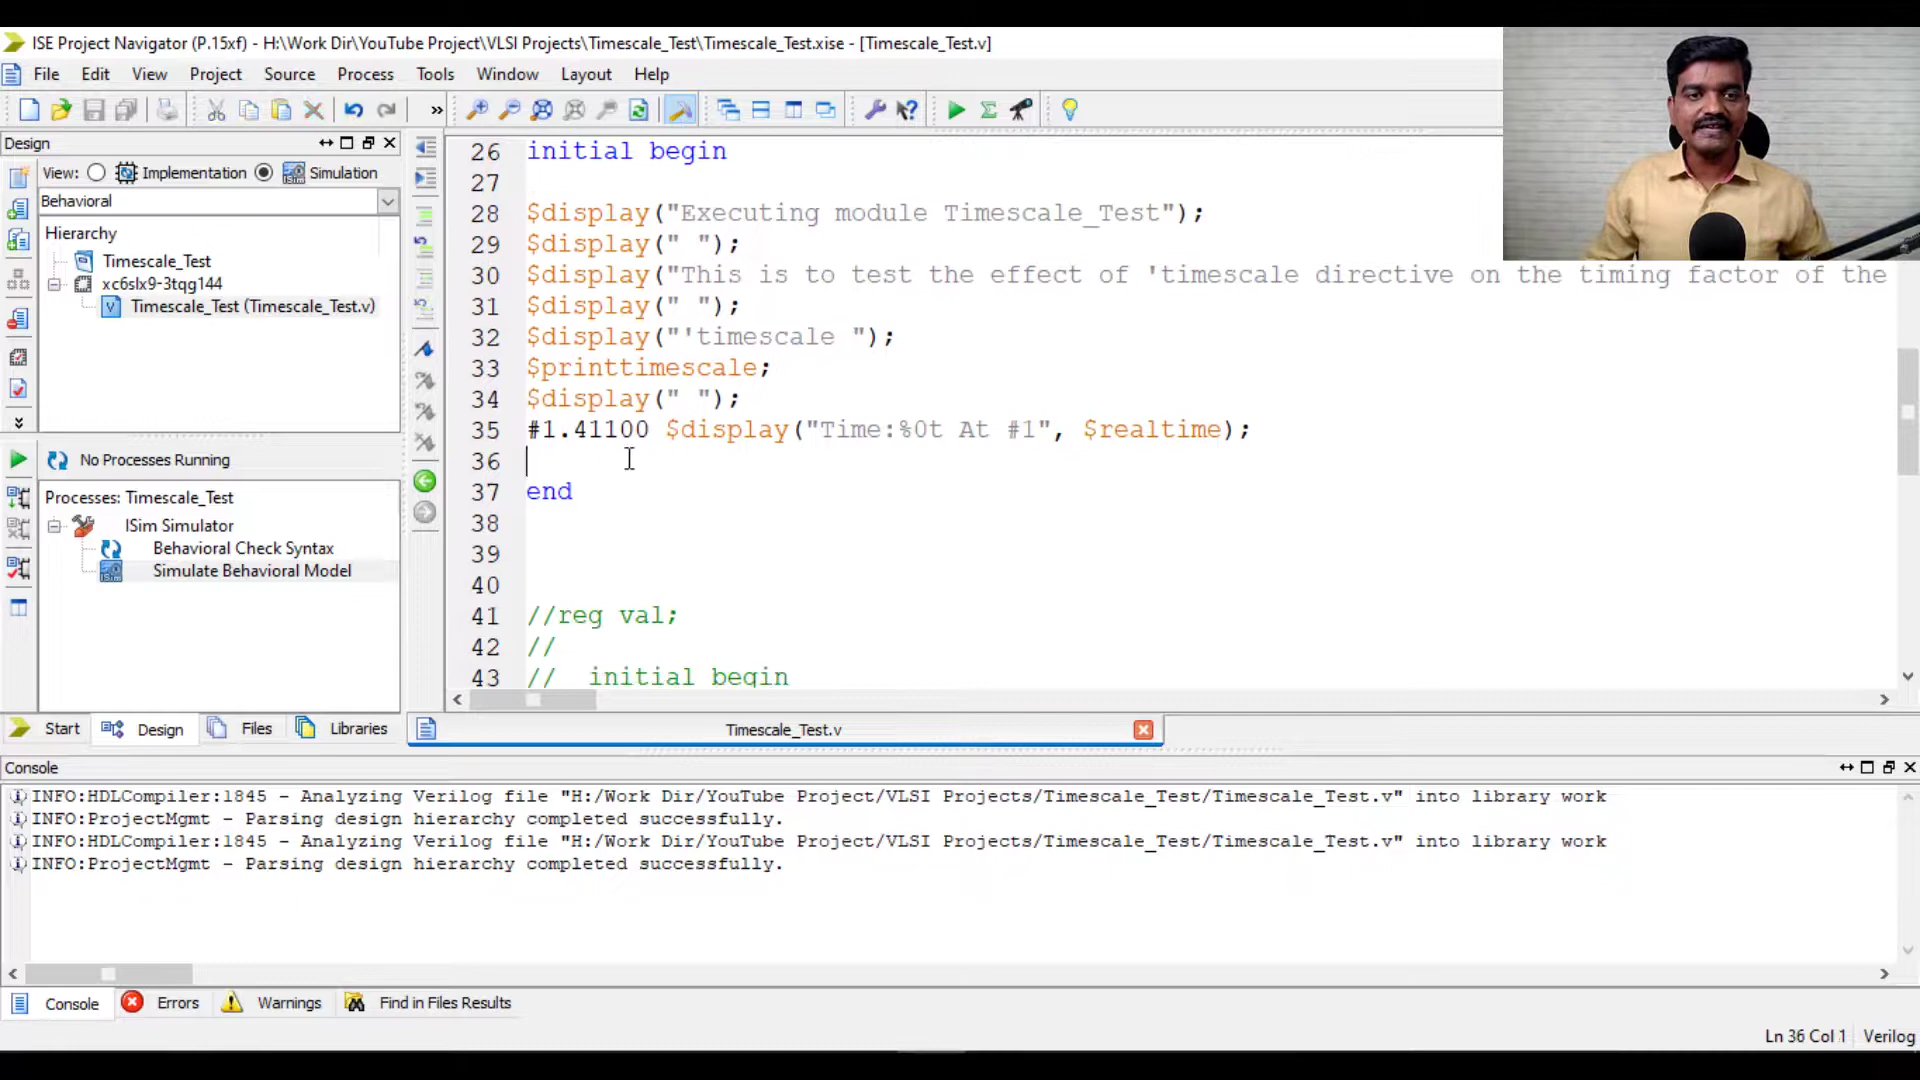 ISE Project Navigator (P.15xf) - H:\Work Dir\YouTube Project\VLSI Projects\Timescale_Test\Timescale_Test.xise - [Timescale_Test.v]
File Edit View Project Source Process Tools Window Layout Help
»
Design
View: Implementation Simulation
Behavioral
Hierarchy
Timescale_Test
xc6slx9-3tqg144
Timescale_Test (Timescale_Test.v)
No Processes Running
Processes: Timescale_Test
ISim Simulator
Behavioral Check Syntax
Simulate Behavioral Model
Start Design Files Libraries
26 initial begin
27
28 $display("Executing module Timescale_Test");
29 $display(" ");
30 $display("This is to test the effect of 'timescale directive on the timing factor of the
31 $display(" ");
32 $display("'timescale ");
33 $printtimescale;
34 $display(" ");
35 #1.41100 $display("Time:%0t At #1", $realtime);
36
37 end
38
39
40
41 //reg val;
42 //
43 // initial begin
Timescale_Test.v
Console
INFO:HDLCompiler:1845 - Analyzing Verilog file "H:/Work Dir/YouTube Project/VLSI Projects/Timescale_Test/Timescale_Test.v" into library work
INFO:ProjectMgmt - Parsing design hierarchy completed successfully.
INFO:HDLCompiler:1845 - Analyzing Verilog file "H:/Work Dir/YouTube Project/VLSI Projects/Timescale_Test/Timescale_Test.v" into library work
INFO:ProjectMgmt - Parsing design hierarchy completed successfully.
Console Errors Warnings Find in Files Results
Ln 36 Col 1 Verilog